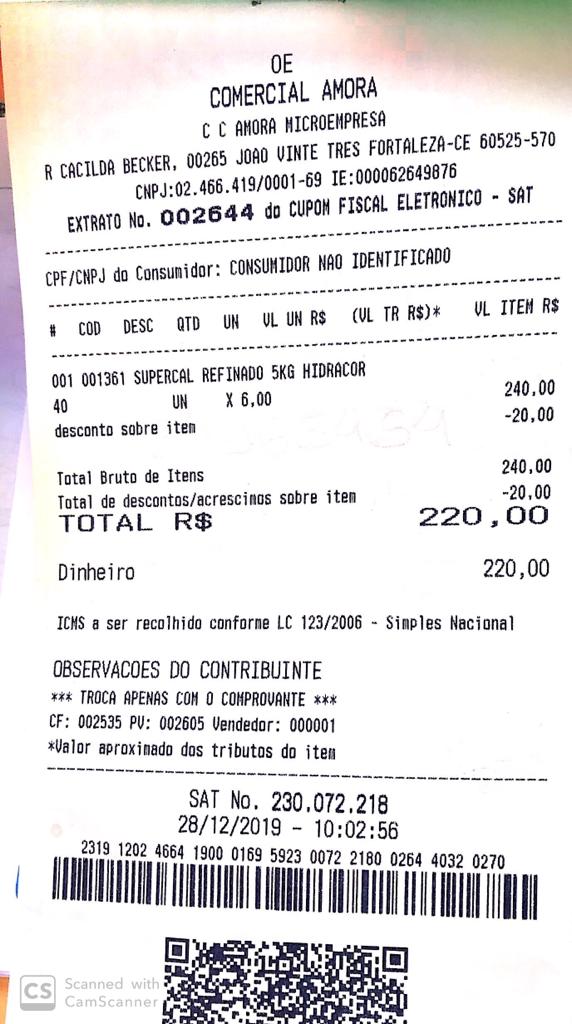 OE
COMERCIAL AMORA
C C AMORA MICROEMPRESA
R CACILDA BECKER, 00265 JOAO VINTE TRES FORTALEZA-CE 60525-570
CNPJ:02.466.419/0001-69 IE:000062649876
EXTRATO No. 002644 do CUPOM FISCAL ELETRONICO - SAT
CPF/CNPJ do Consumidor: CONSUMIDOR NAO IDENTIFICADO
# COD DESC QTD UN VL UN R$ (VL TR R$)* VL ITEM R$
001 001361 SUPERCAL REFINADO 5KG HIDRACOR
40 UN X 6,00 240,00
desconto sobre item -20,00
Total Bruto de Itens 240,00
Total de descontos/acrescimos sobre item -20,00
TOTAL R$ 220,00
Dinheiro 220,00
ICMS a ser recolhido conforme LC 123/2006 - Simples Nacional
OBSERVACOES DO CONTRIBUINTE
*** TROCA APENAS COM O COMPROVANTE ***
CF: 002535 PV: 002605 Vendedor: 000001
*Valor aproximado dos tributos do item
SAT No. 230.072.218
28/12/2019 - 10:02:56
2319 1202 4664 1900 0169 5923 0072 2180 0264 4032 0270
CS Scanned with
CamScanner